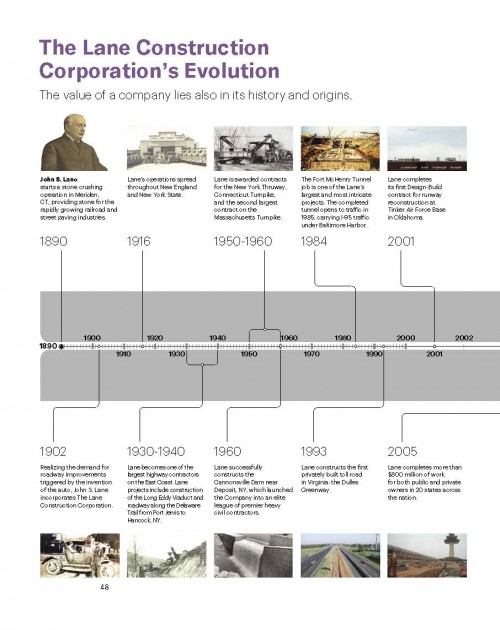 The Lane Construction
Corporation's Evolution
The value of a company lies also in its history and origins.
John S. Lane
starts a stone crushing
operation in Meriden,
CT, providing stone for the
rapidly growing railroad and
street paving industries.
Lane's operations spread
throughout New England
and New York State.
Lane is awarded contracts
for the New York Thruway,
Connecticut Turnpike,
and the second largest
contract on the
Massachusetts Turnpike.
The Fort McHenry Tunnel
job is one of the Lane's
largest and most intricate
projects. The completed
tunnel opens to traffic in
1985, carrying I-95 traffic
under Baltimore Harbor.
Lane completes
its first Design-Build
contract for runway
reconstruction at
Tinker Air Force Base
in Oklahoma.
1890
1916
1950-1960
1984
2001
1900 1920 1940 1960 1980 2000 2002
1890
1910 1930 1950 1970 1990 2001
1902
1930-1940
1960
1993
2005
Realizing the demand for
roadway improvements
triggered by the invention
of the auto, John S. Lane
incorporates The Lane
Construction Corporation.
Lane becomes one of the
largest highway contractors
on the East Coast. Lane
projects include construction
of the Long Eddy Viaduct and
roadway along the Delaware
Trail from Port Jervis to
Hancock, NY.
Lane successfully
constructs the
Cannonsville Dam near
Deposit, NY, which launched
the Company into an elite
league of premier heavy
civil contractors.
Lane constructs the first
privately built toll road
in Virginia: the Dulles
Greenway.
Lane completes more than
$800 million of work
for both public and private
owners in 20 states across
the nation.
48